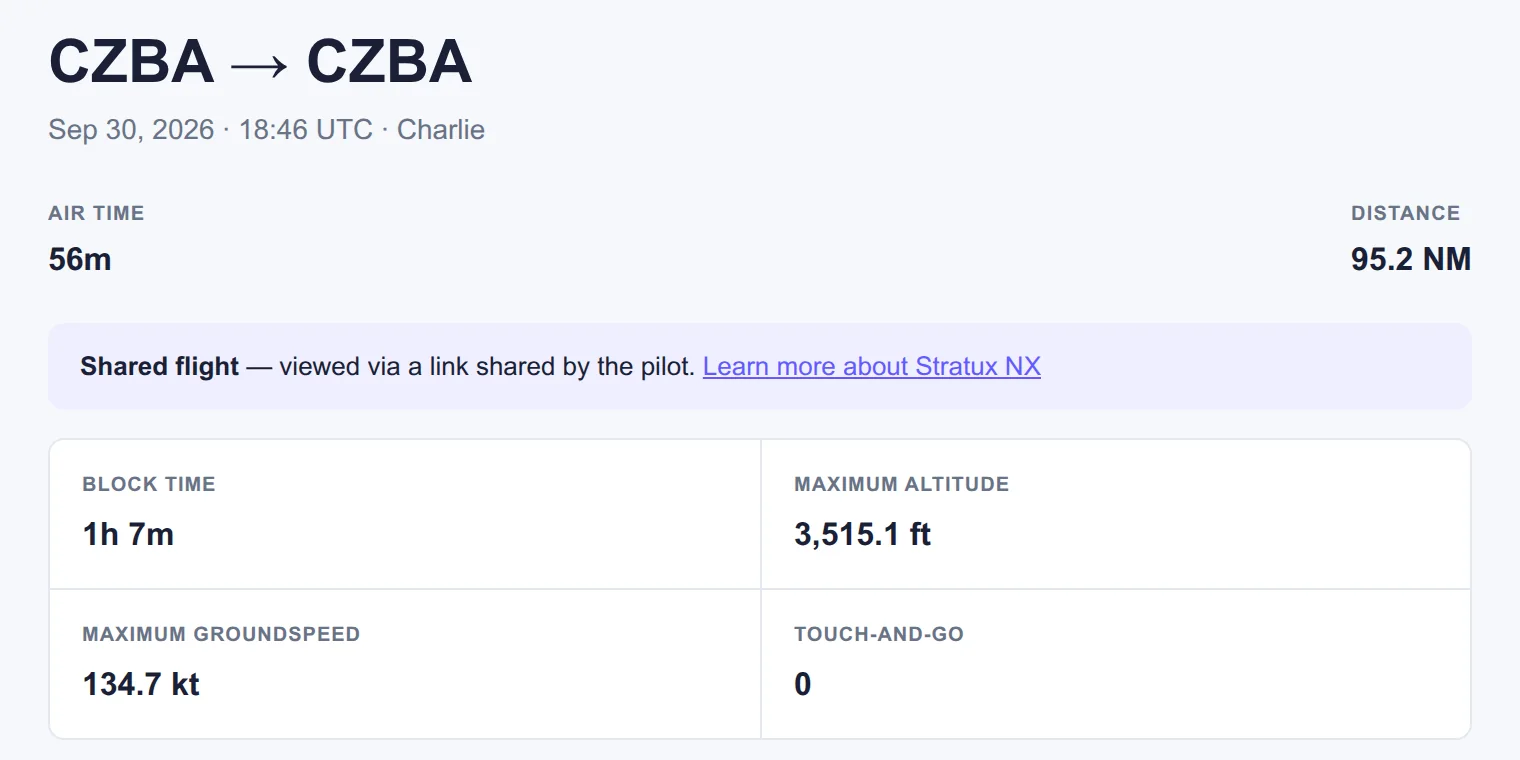 CZBA → CZBA
Sep 30, 2026 · 18:46 UTC · Charlie
AIR TIME
56m
DISTANCE
95.2 NM
Shared flight — viewed via a link shared by the pilot. Learn more about Stratux NX
BLOCK TIME
1h 7m
MAXIMUM ALTITUDE
3,515.1 ft
MAXIMUM GROUNDSPEED
134.7 kt
TOUCH-AND-GO
0